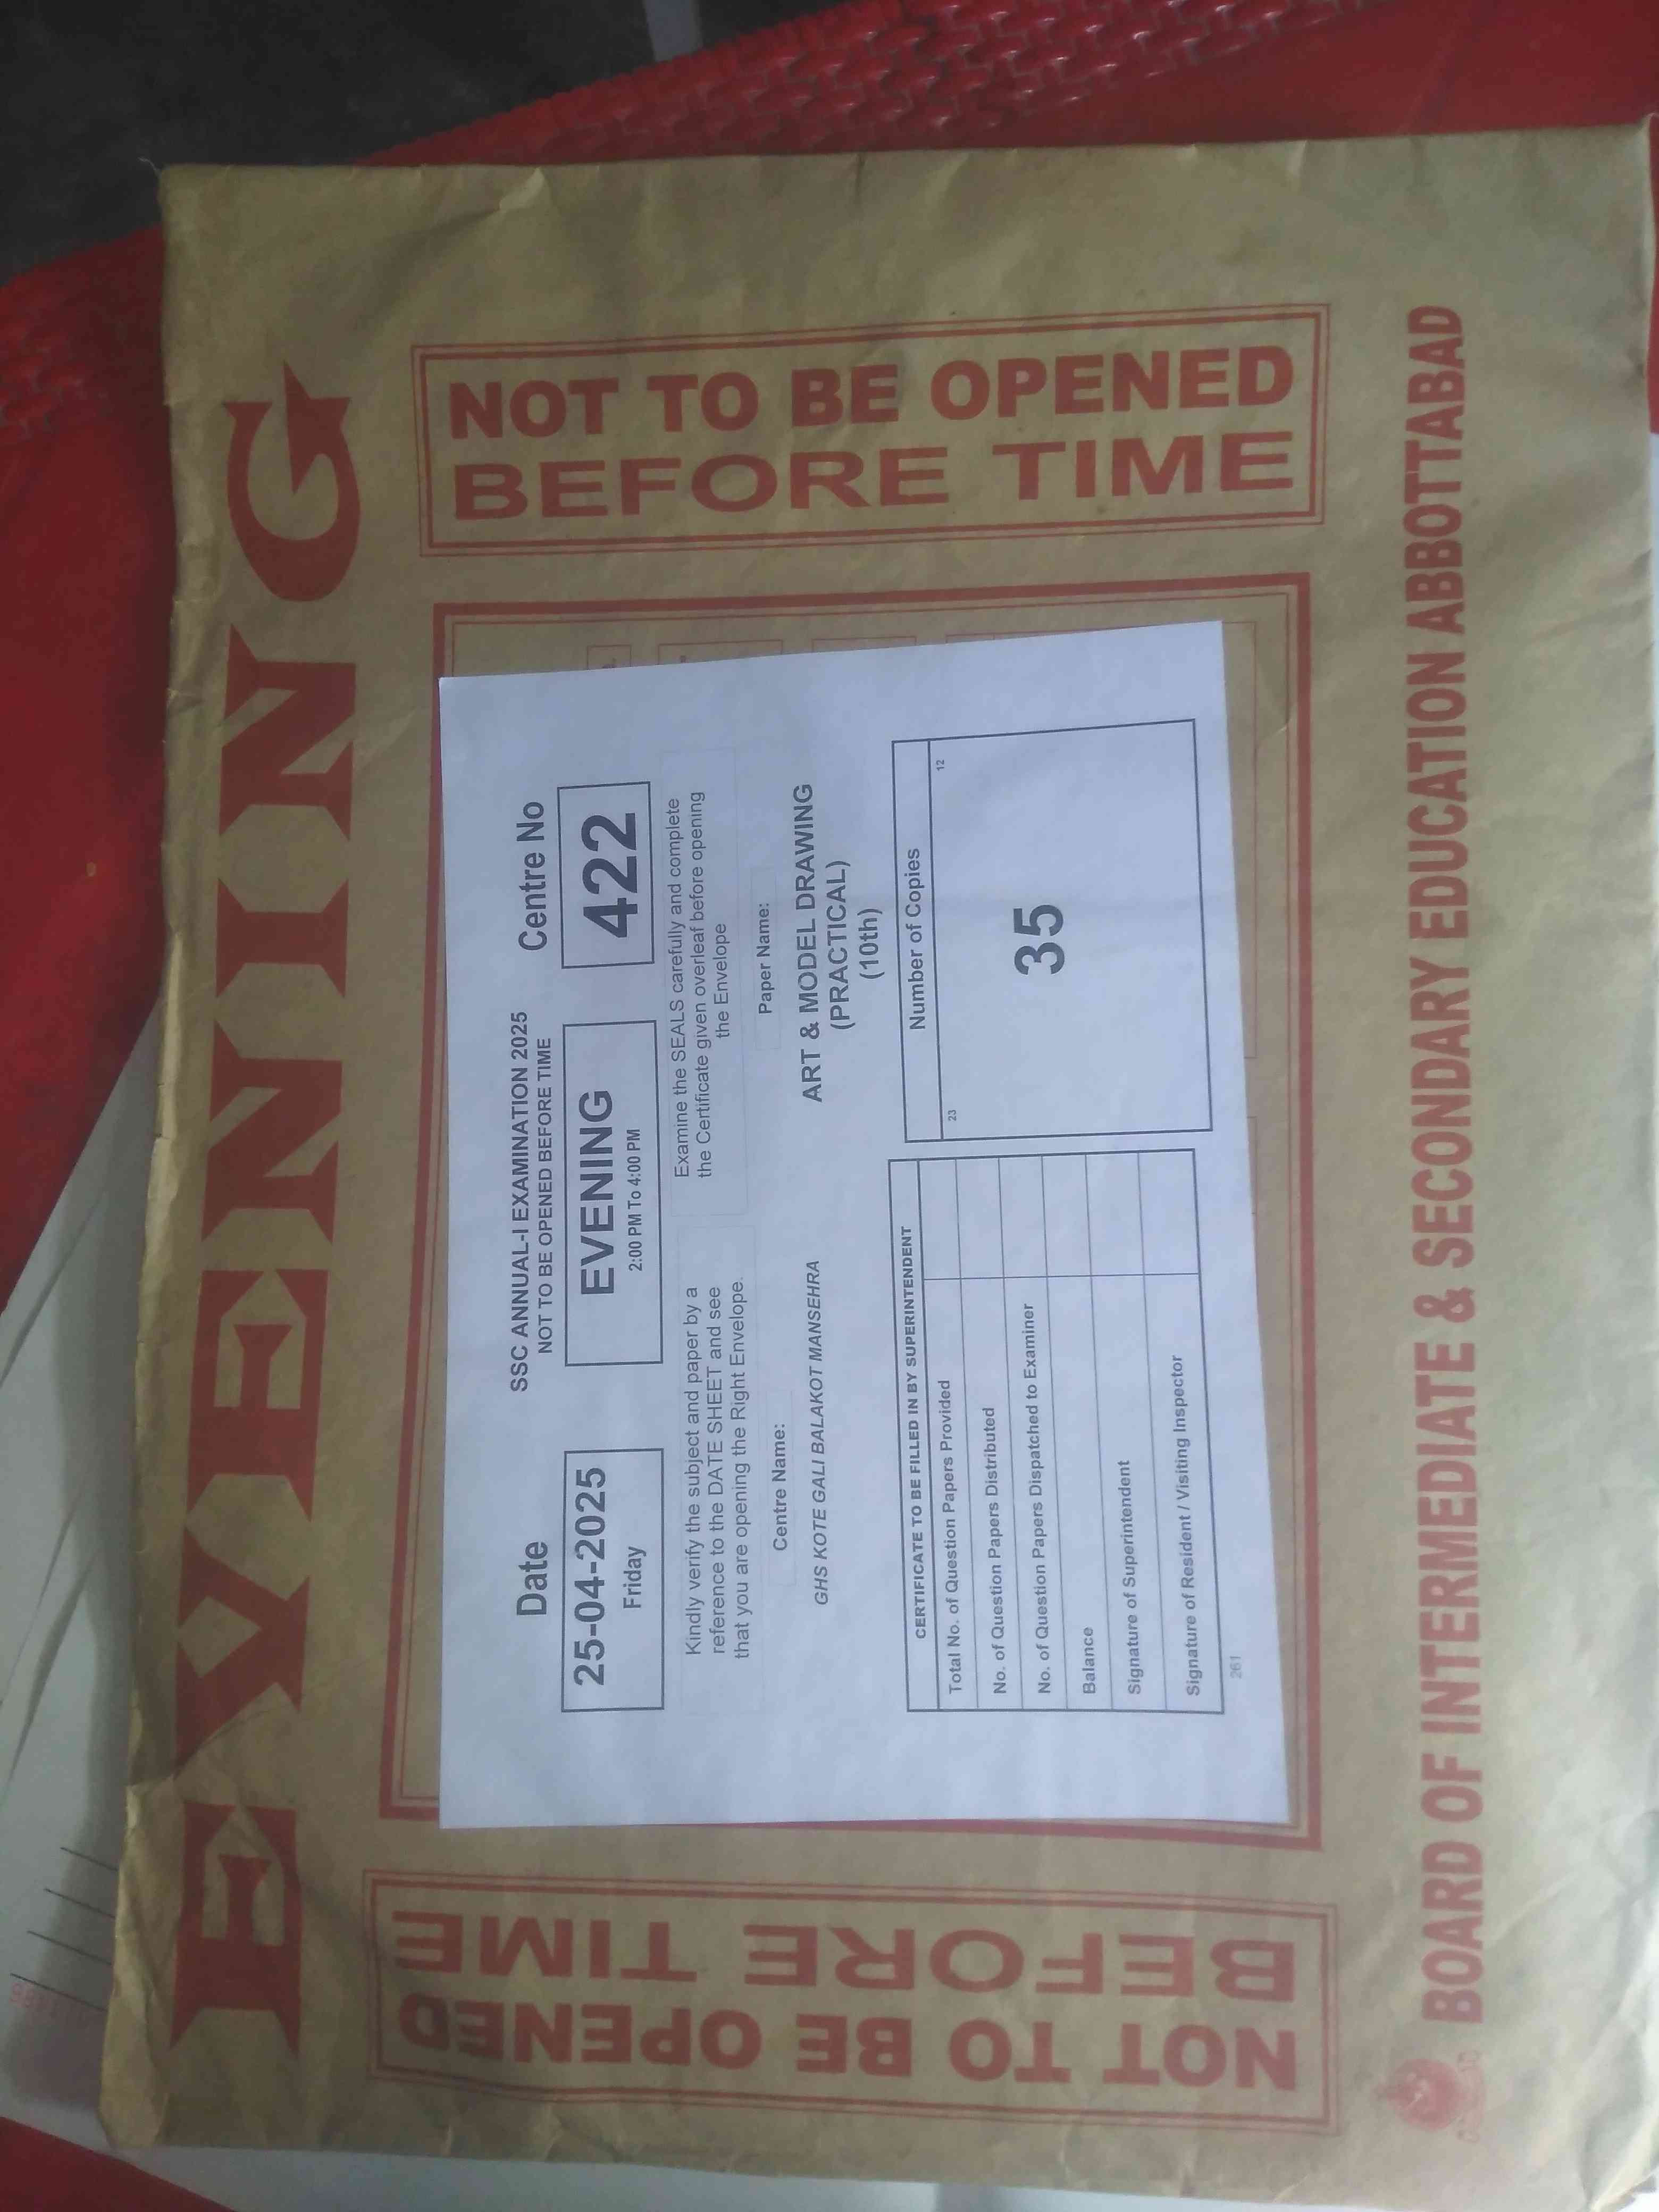 EVENING
NOT TO BE OPENED
BEFORE TIME
Date
25-04-2025
Friday
SSC ANNUAL-I EXAMINATION 2025
NOT TO BE OPENED BEFORE TIME
EVENING
2:00 PM To 4:00 PM
Centre No
422
Kindly verify the subject and paper by a
reference to the DATE SHEET and see
that you are opening the Right Envelope.
Examine the SEALS carefully and complete
the Certificate given overleaf before opening
the Envelope
Centre Name:
GHS KOTE GALI BALAKOT MANSEHRA
Paper Name:
ART & MODEL DRAWING
(PRACTICAL)
(10th)
CERTIFICATE TO BE FILLED IN BY SUPERINTENDENT
Total No. of Question Papers Provided
No. of Question Papers Distributed
No. of Question Papers Dispatched to Examiner
Balance
Signature of Superintendent
Signature of Resident / Visiting Inspector
261
Number of Copies
23 12
35
NOT TO BE OPENED
BEFORE TIME
BOARD OF INTERMEDIATE & SECONDARY EDUCATION ABBOTTABAD